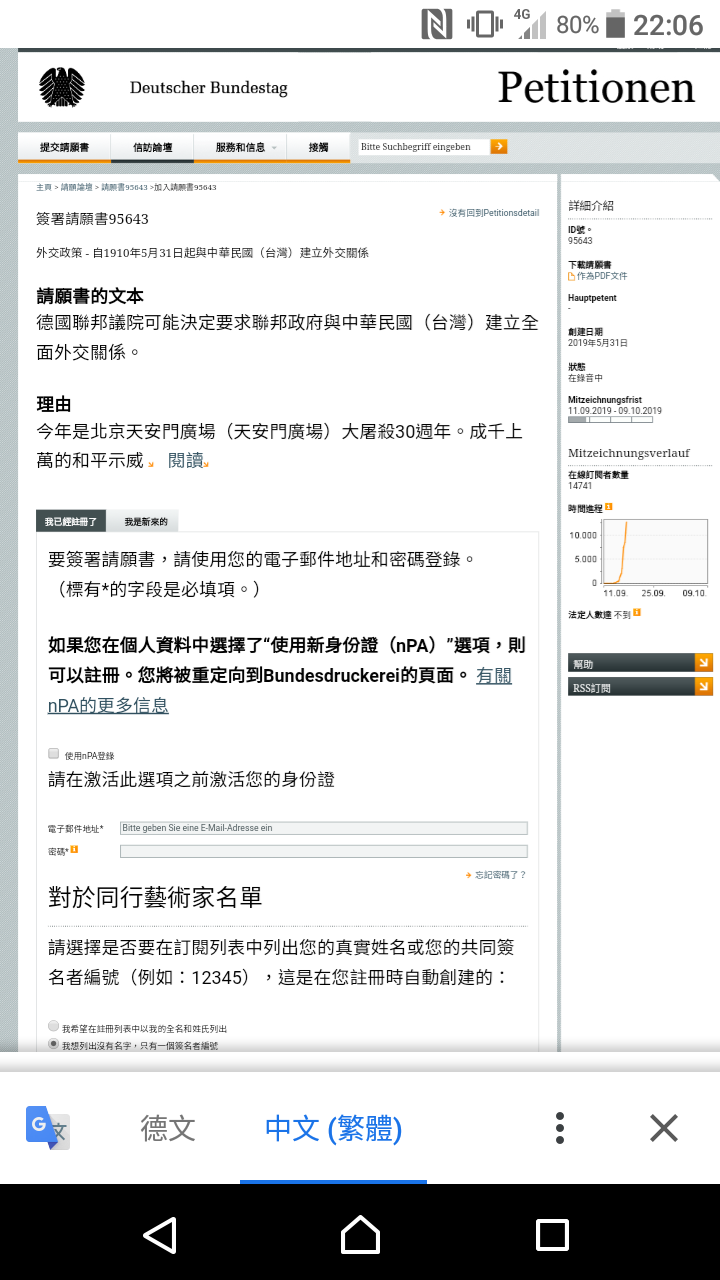 4G 80% 22:06
Deutscher Bundestag
Petitionen
提交請願書 信訪論壇 服務和信息 接觸 Bitte Suchbegriff eingeben
主頁 > 請願論壇 > 請願書95643 >加入請願書95643
簽署請願書95643
沒有回到Petitionsdetail
外交政策 - 自1910年5月31日起與中華民國（台灣）建立外交關係
請願書的文本
德國聯邦議院可能決定要求聯邦政府與中華民國（台灣）建立全
面外交關係。
理由
今年是北京天安門廣場（天安門廣場）大屠殺30週年。成千上
萬的和平示威 閱讀
我已經註冊了 我是新來的
要簽署請願書，請使用您的電子郵件地址和密碼登錄。
（標有*的字段是必填項。）
如果您在個人資料中選擇了“使用新身份證（nPA）”選項，則
可以註冊。您將被重定向到Bundesdruckerei的頁面。 有關
nPA的更多信息
使用nPA登錄
請在激活此選項之前激活您的身份證
電子郵件地址* Bitte geben Sie eine E-Mail-Adresse ein
密碼*
忘記密碼了？
對於同行藝術家名單
請選擇是否要在訂閱列表中列出您的真實姓名或您的共同簽
名者編號（例如：12345），這是在您註冊時自動創建的：
我希望在註冊列表中以我的全名和姓氏列出
我想列出沒有名字，只有一個簽名者編號
詳細介紹
ID號。
95643
下載請願書
作為PDF文件
Hauptpetent
-
創建日期
2019年5月31日
狀態
在錄音中
Mitzeichnungsfrist
11.09.2019 - 09.10.2019
Mitzeichnungsverlauf
在線訂閱者數量
14741
時間進程
10.000
5.000
0
11.09. 25.09. 09.10.
法定人數達 不到
幫助
RSS訂閱
G 文 德文 中文 (繁體)